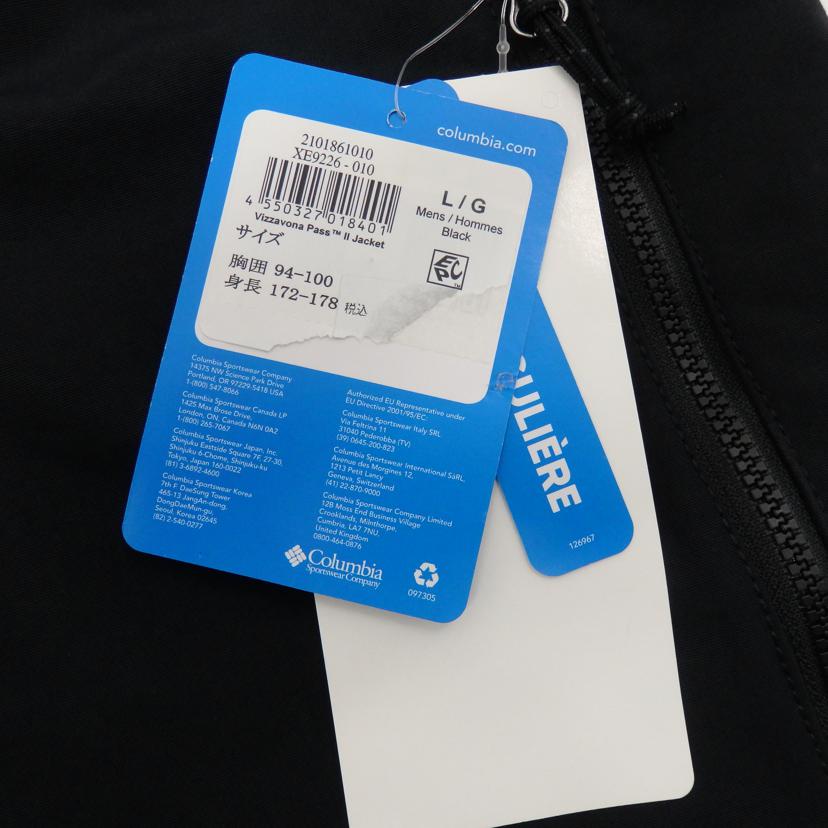 columbia.com
2101861010
XE9226 - 010
4 550327 018401
Vizzavona Pass™ II Jacket
L / G
Mens / Hommes
Black
EPC™
サイズ
胸囲 94-100
身長 172-178 税込
Columbia Sportswear Company
14375 NW Science Park Drive
Portland, OR 97229-5418 USA
1-(800) 547-8066
Columbia Sportswear Canada LP
1425 Max Brose Drive,
London, ON, Canada N6N 0A2
1-(800) 265-7067
Columbia Sportswear Japan, Inc.
Shinjuku Eastside Square 7F, 27-30,
Shinjuku 6-Chome, Shinjuku-ku
Tokyo, Japan 160-0022
(81) 3-6892-4600
Columbia Sportswear Korea
7th F. DaeSung Tower
465-13 JangAn-dong,
DongDaeMun-gu,
Seoul, Korea 02645
(82) 2-540-0277
Authorized EU Representative under
EU Directive 2001/95/EC:
Columbia Sportswear Italy SRL
Via Feltrina 11
31040 Pederobba (TV)
(39) 0645-200-823
Columbia Sportswear International SàRL,
Avenue des Morgines 12,
1213 Petit Lancy
Geneva, Switzerland
(41) 22-870-9000
Columbia Sportswear Company Limited
12B Moss End Business Village
Crooklands, Milnthorpe,
Cumbria, LA7 7NU
United Kingdom
0800-464-0876
Columbia
Sportswear Company
097305
ULIÈRE
126967